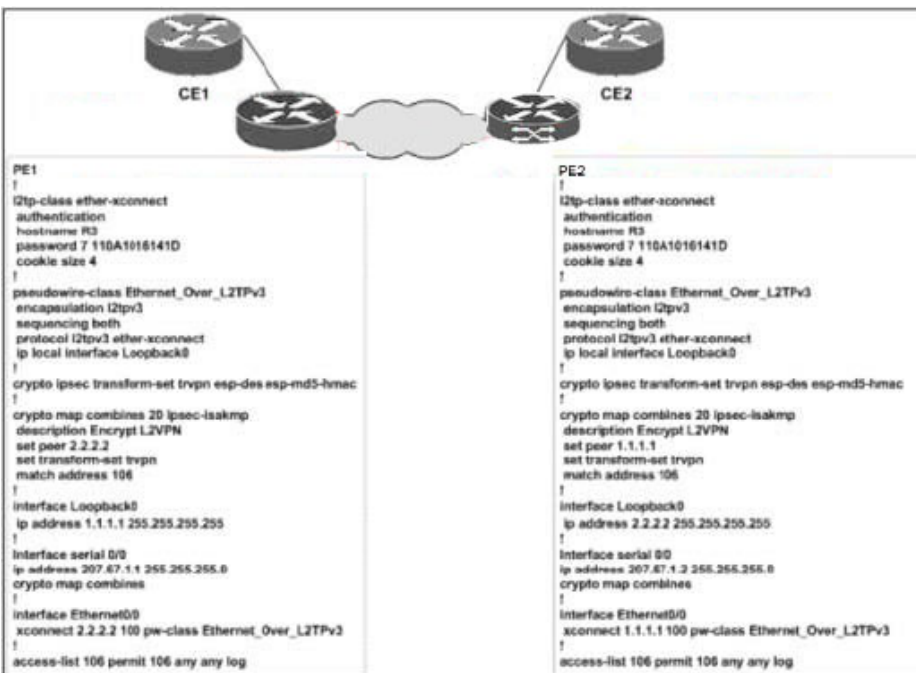 CE1
CE2
PE1
!
l2tp-class ether-xconnect
authentication
hostname R3
password 7 110A1016141D
cookie size 4
!
pseudowire-class Ethernet_Over_L2TPv3
encapsulation l2tpv3
sequencing both
protocol l2tpv3 ether-xconnect
ip local interface Loopback0
!
crypto ipsec transform-set trvpn esp-des esp-md5-hmac
!
crypto map combines 20 ipsec-isakmp
description Encrypt L2VPN
set peer 2.2.2.2
set transform-set trvpn
match address 106
!
interface Loopback0
ip address 1.1.1.1 255.255.255.255
!
Interface serial 0/0
ip address 207.67.1.1 255.255.255.0
crypto map combines
!
interface Ethernet0/0
xconnect 2.2.2.2 100 pw-class Ethernet_Over_L2TPv3
!
access-list 106 permit 106 any any log
PE2
!
l2tp-class ether-xconnect
authentication
hostname R3
password 7 110A1016141D
cookie size 4
!
pseudowire-class Ethernet_Over_L2TPv3
encapsulation l2tpv3
sequencing both
protocol l2tpv3 ether-xconnect
ip local interface Loopback0
!
crypto ipsec transform-set trvpn esp-des esp-md5-hmac
!
crypto map combines 20 ipsec-isakmp
description Encrypt L2VPN
set peer 1.1.1.1
set transform-set trvpn
match address 106
!
interface Loopback0
ip address 2.2.2.2 255.255.255.255
!
Interface serial 0/0
ip address 207.67.1.2 255.255.255.0
crypto map combines
!
interface Ethernet0/0
xconnect 1.1.1.1 100 pw-class Ethernet_Over_L2TPv3
!
access-list 106 permit 106 any any log